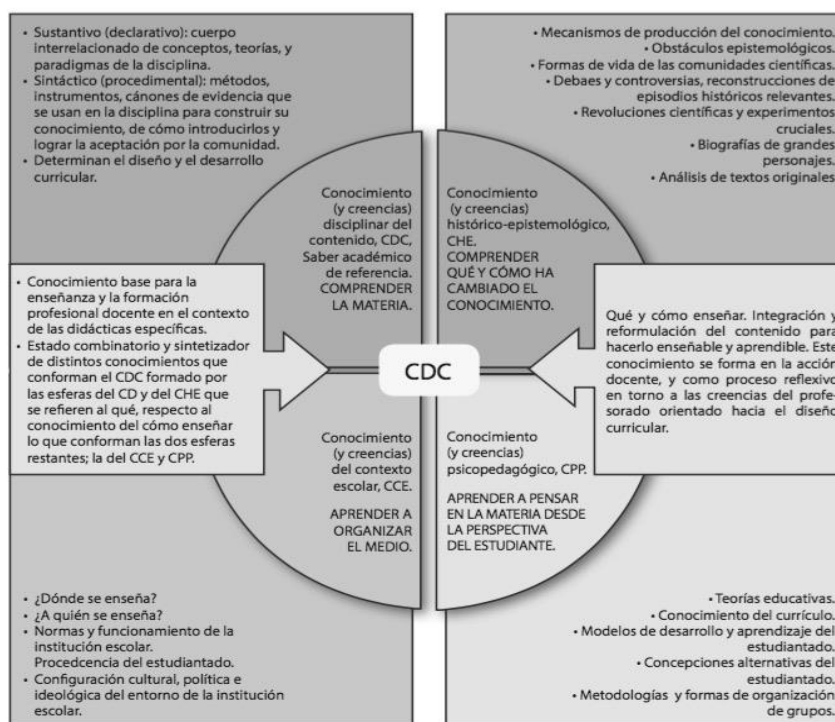 • Sustantivo (declarativo): cuerpo
interrelacionado de conceptos, teorías, y
paradigmas de la disciplina.
• Sintáctico (procedimental): métodos,
instrumentos, cánones de evidencia que
se usan en la disciplina para construir su
conocimiento, de cómo introducirlos y
lograr la aceptación por la comunidad.
• Determinan el diseño y el desarrollo
curricular.
• Mecanismos de producción del conocimiento.
• Obstáculos epistemológicos.
• Formas de vida de las comunidades científicas.
• Debaes y controversias, reconstrucciones de
episodios históricos relevantes.
• Revoluciones científicas y experimentos
cruciales.
• Biografías de grandes
personajes.
• Análisis de textos originales
Conocimiento
(y creencias)
disciplinar del
contenido, CDC,
Saber académico
de referencia.
COMPRENDER
LA MATERIA.
Conocimiento
(y creencias)
histórico-epistemológico,
CHE.
COMPRENDER
QUÉ Y CÓMO HA
CAMBIADO EL
CONOCIMIENTO.
• Conocimiento base para la
enseñanza y la formación
profesional docente en el contexto
de las didácticas específicas.
• Estado combinatorio y sintetizador
de distintos conocimientos que
conforman el CDC formado por
las esferas del CD y del CHE que
se refieren al qué, respecto al
conocimiento del cómo enseñar
lo que conforman las dos esferas
restantes; la del CCE y CPP.
CDC
Qué y cómo enseñar. Integración y
reformulación del contenido para
hacerlo enseñable y aprendible. Este
conocimiento se forma en la acción
docente, y como proceso reflexivo
en torno a las creencias del profe-
sorado orientado hacia el diseño
curricular.
Conocimiento
(y creencias)
del contexto
escolar, CCE.
APRENDER A
ORGANIZAR
EL MEDIO.
Conocimiento
(y creencias)
psicopedagógico, CPP.
APRENDER A PENSAR
EN LA MATERIA DESDE
LA PERSPECTIVA
DEL ESTUDIANTE.
• ¿Dónde se enseña?
• ¿A quién se enseña?
• Normas y funcionamiento de la
institución escolar.
Procedcencia del estudiantado.
• Configuración cultural, política e
ideológica del entorno de la institución
escolar.
• Teorías educativas.
• Conocimiento del currículo.
• Modelos de desarrollo y aprendizaje del
estudiantado.
• Concepciones alternativas del
estudiantado.
• Metodologías y formas de organización
de grupos.